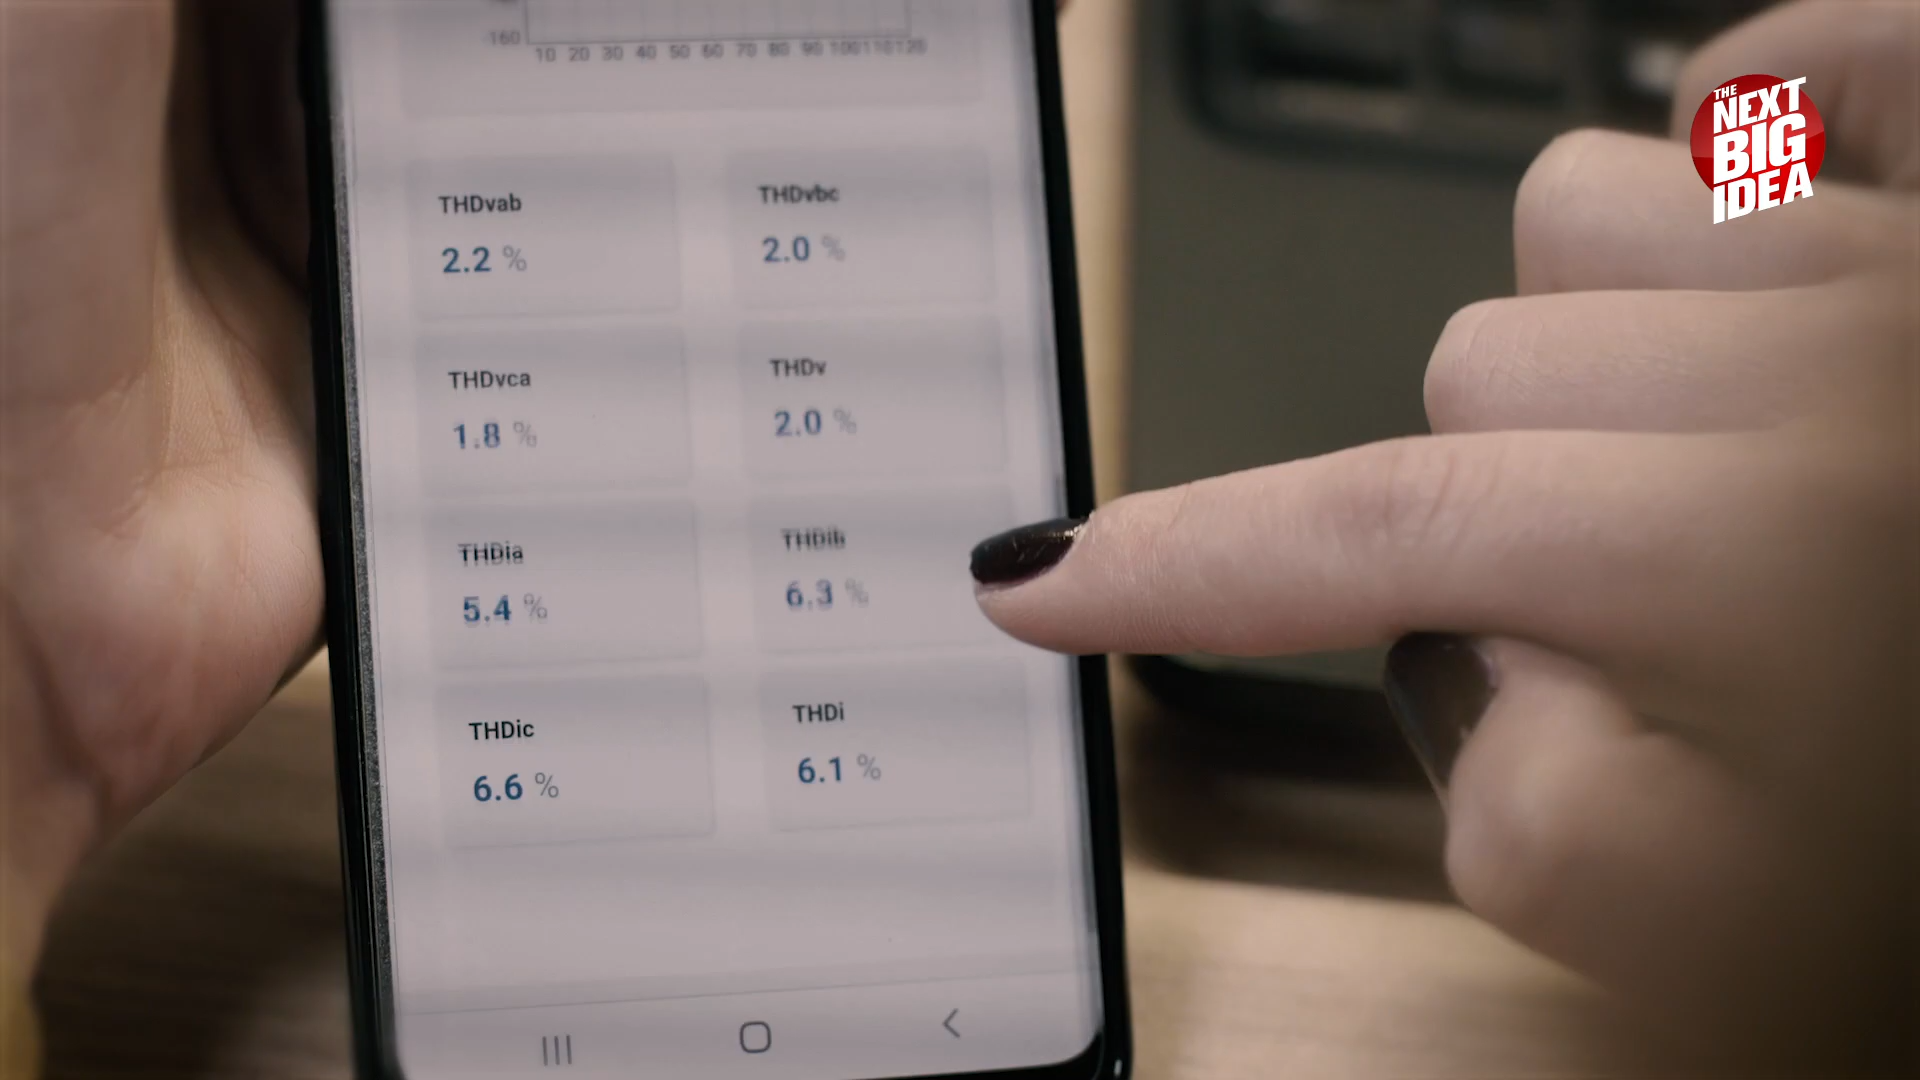 -160
10 20 30 40 50 60 70 80 90 100 110 120
THDvab
THDvbc
2.2 %
2.0 %
THDvca
THDv
1.8 %
2.0 %
THDia
THDib
5.4 %
6.3 %
THDic
THDi
6.6 %
6.1 %
THE
NEXT
BIG
IDEA